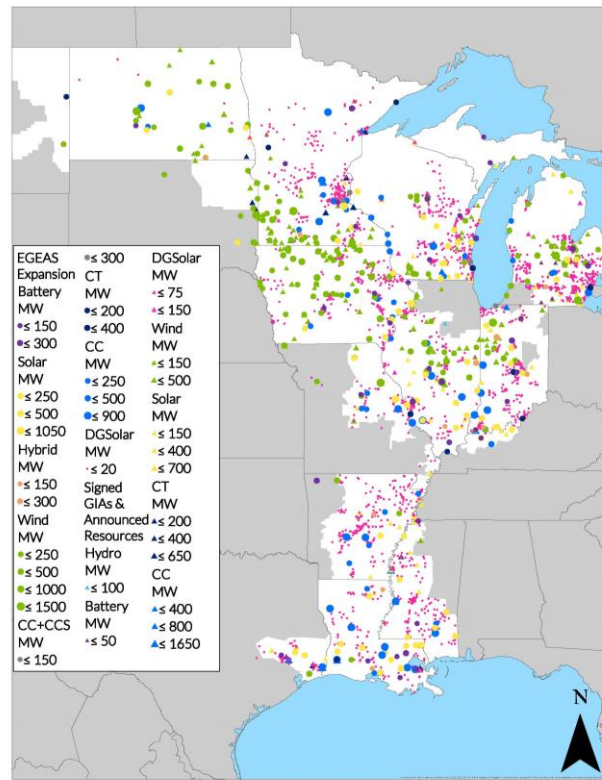 EGEAS
Expansion
Battery
MW
≤ 150
≤ 300
Solar
MW
≤ 250
≤ 500
≤ 1050
Hybrid
MW
≤ 150
≤ 300
Wind
MW
≤ 250
≤ 500
≤ 1000
≤ 1500
CC+CCS
MW
≤ 150
≤ 300
CT
MW
≤ 200
≤ 400
CC
MW
≤ 250
≤ 500
≤ 900
DGSolar
MW
≤ 20
Signed
GIAs &
Announced
Resources
Hydro
MW
≤ 100
Battery
MW
≤ 50
DGSolar
MW
≤ 75
≤ 150
Wind
MW
≤ 150
≤ 500
Solar
MW
≤ 150
≤ 400
≤ 700
CT
MW
≤ 200
≤ 400
≤ 650
CC
MW
≤ 400
≤ 800
≤ 1650
N